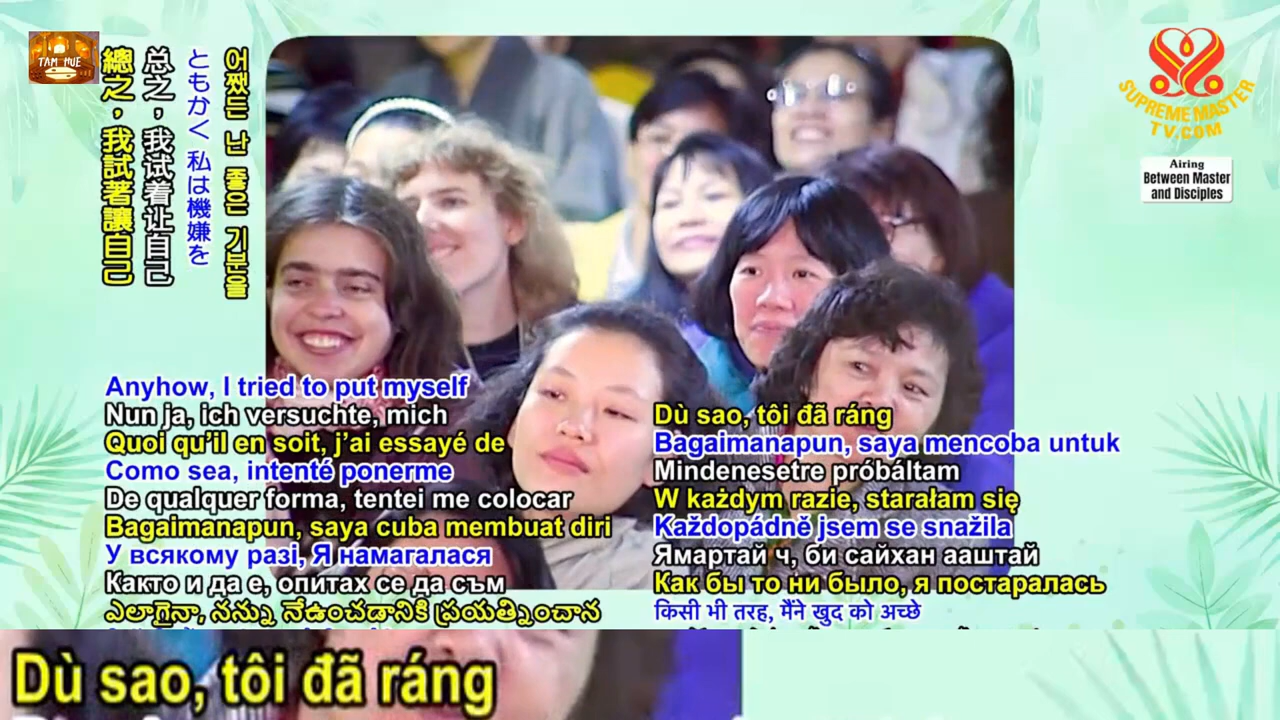 TAM HUE
어쨌든 난 좋은 기분을
ともかく 私は機嫌を
总之，我试着让自己
總之，我試著讓自己
SUPREME MASTER
TV.COM
Airing
Between Master
and Disciples
Anyhow, I tried to put myself
Nun ja, ich versuchte, mich
Quoi qu’il en soit, j’ai essayé de
Como sea, intenté ponerme
De qualquer forma, tentei me colocar
Bagaimanapun, saya cuba membuat diri
У всякому разі, Я намагалася
Както и да е, опитах се да съм
ఎలాగైనా, నన్ను నేఉంచడానికి ప్రయత్నించాన
Dù sao, tôi đã ráng
Bagaimanapun, saya mencoba untuk
Mindenesetre próbáltam
W każdym razie, starałam się
Každopádně jsem se snažila
Ямартай ч, би сайхан ааштай
Как бы то ни было, я постаралась
किसी भी तरह, मैंने खुद को अच्छे
Dù sao, tôi đã ráng